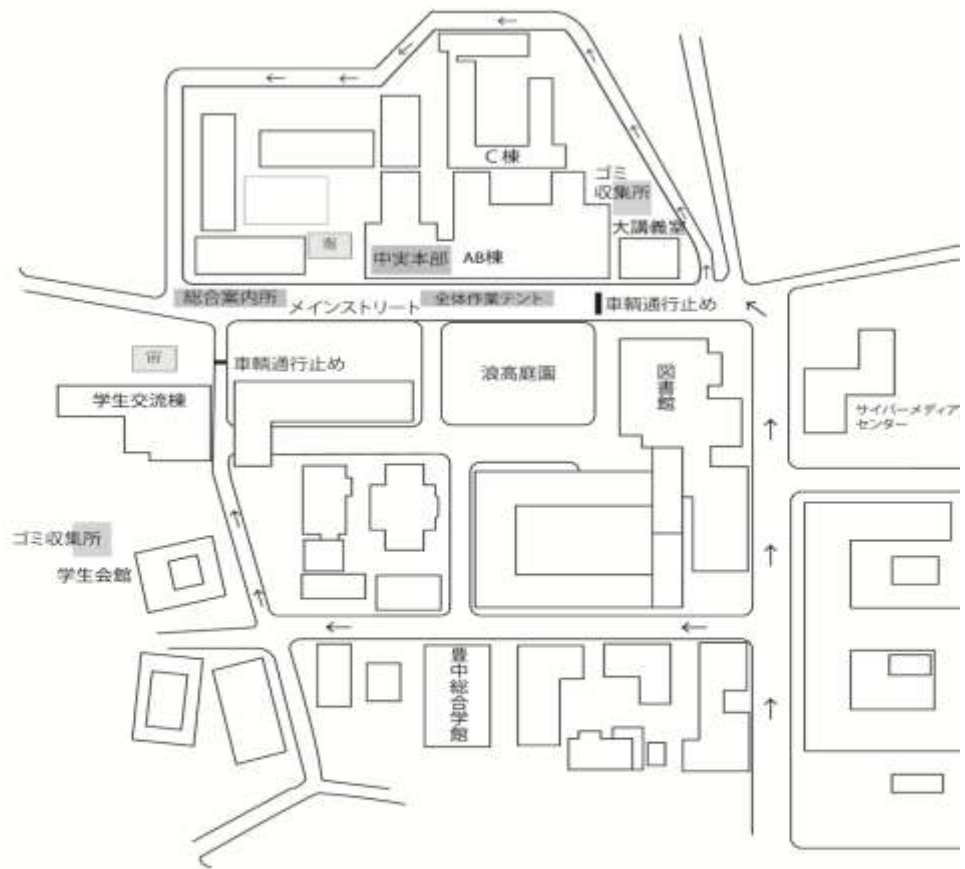 C棟
ゴミ
収集所
大講義室
中実本部
AB棟
総合案内所
メインストリート
全体作業テント
車輌通行止め
車輌通行止め
浪高庭園
図書館
学生交流棟
サイバーメディア
センター
ゴミ収集所
学生会館
豊中総合学館